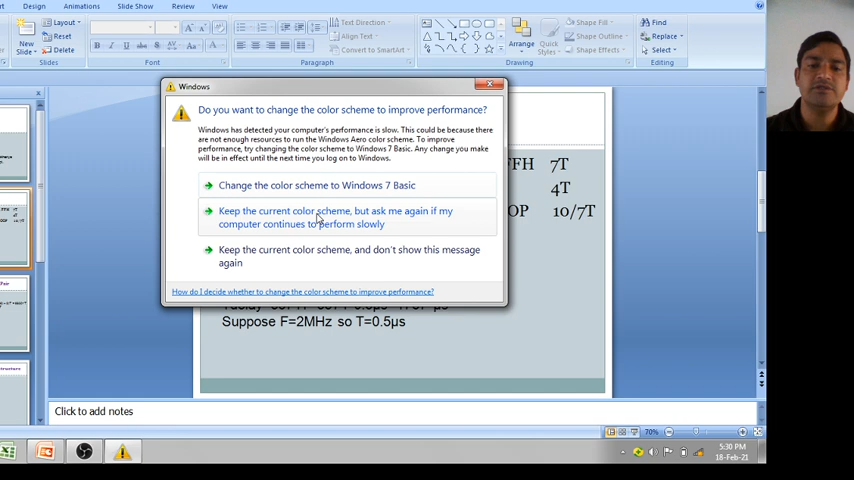 Design Animations Slide Show Review View
New
Slide
Layout
Reset
Delete
Slides
Font
Paragraph
Text Direction
Align Text
Convert to SmartArt
Arrange
Quick
Styles
Shape Fill
Shape Outline
Shape Effects
Drawing
Find
Replace
Select
Editing
Windows
Do you want to change the color scheme to improve performance?
Windows has detected your computer's performance is slow. This could be because there
are not enough resources to run the Windows Aero color scheme. To improve
performance, try changing the color scheme to Windows 7 Basic. Any change you make
will be in effect until the next time you log on to Windows.
Change the color scheme to Windows 7 Basic
Keep the current color scheme, but ask me again if my
computer continues to perform slowly
Keep the current color scheme, and don't show this message
again
How do I decide whether to change the color scheme to improve performance?
FFH 7T
4T
OP 10/7T
Suppose F=2MHz so T=0.5µs
Click to add notes
70%
5:30 PM
18-Feb-21